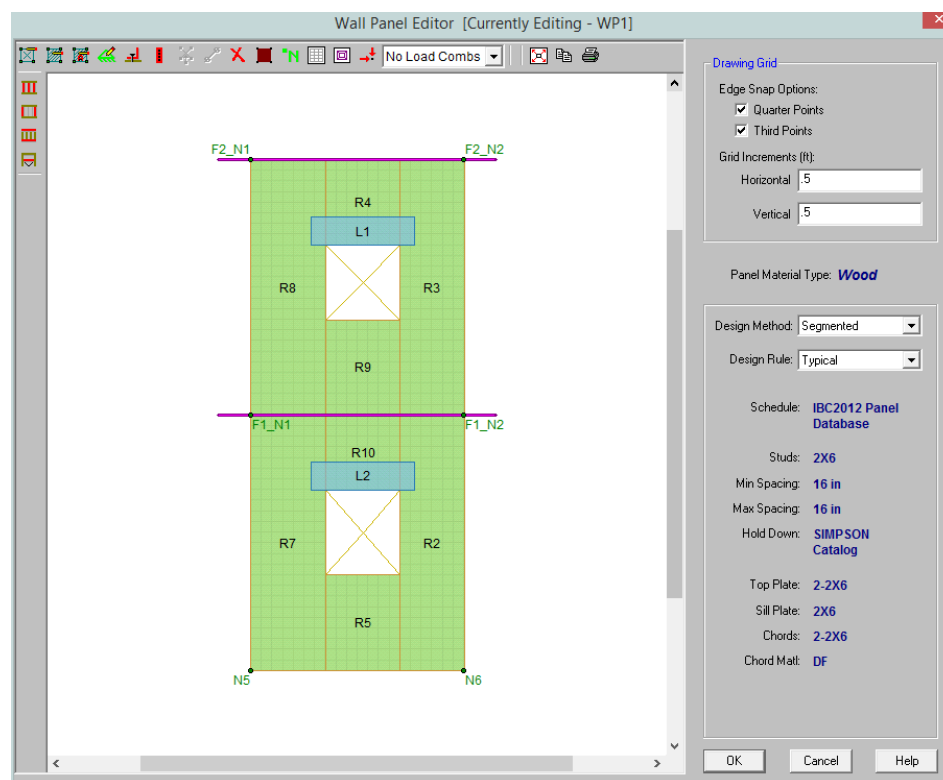 Wall Panel Editor [Currently Editing - WP1]
No Load Combs
Drawing Grid
Edge Snap Options:
Quarter Points
Third Points
Grid Increments (ft):
Horizontal .5
Vertical .5
Panel Material Type: Wood
Design Method: Segmented
Design Rule: Typical
Schedule: IBC2012 Panel
Database
Studs: 2X6
Min Spacing: 16 in
Max Spacing: 16 in
Hold Down: SIMPSON
Catalog
Top Plate: 2-2X6
Sill Plate: 2X6
Chords: 2-2X6
Chord Matl: DF
OK Cancel Help
F2_N1 F2_N2
R4
L1
R8 R3
R9
F1_N1 F1_N2
R10
L2
R7 R2
R5
N5 N6